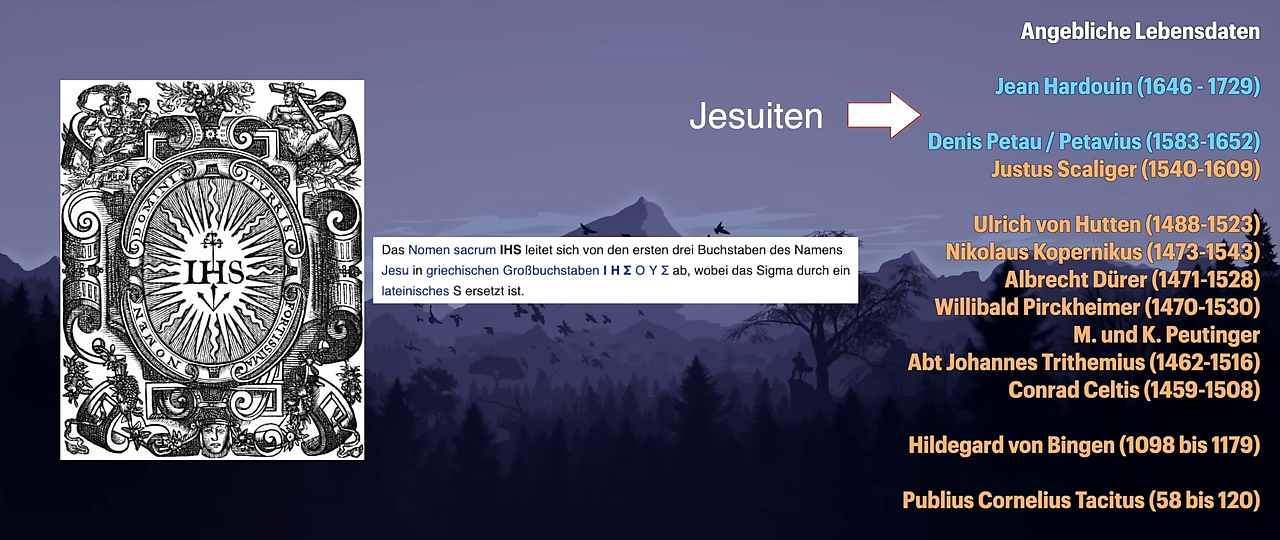 Angebliche Lebensdaten
Jean Hardouin (1646 - 1729)
Jesuiten
Denis Petau / Petavius (1583-1652)
Justus Scaliger (1540-1609)
Ulrich von Hutten (1488-1523)
Nikolaus Kopernikus (1473-1543)
Albrecht Dürer (1471-1528)
Willibald Pirckheimer (1470-1530)
M. und K. Peutinger
Abt Johannes Trithemius (1462-1516)
Conrad Celtis (1459-1508)
Hildegard von Bingen (1098 bis 1179)
Publius Cornelius Tacitus (58 bis 120)
Das Nomen sacrum IHS leitet sich von den ersten drei Buchstaben des Namens
Jesu in griechischen Großbuchstaben Ι Η Σ Ο Υ Σ ab, wobei das Sigma durch ein
lateinisches S ersetzt ist.
TVRRIS FORTISSIMA NOMEN DOMINI
IHS